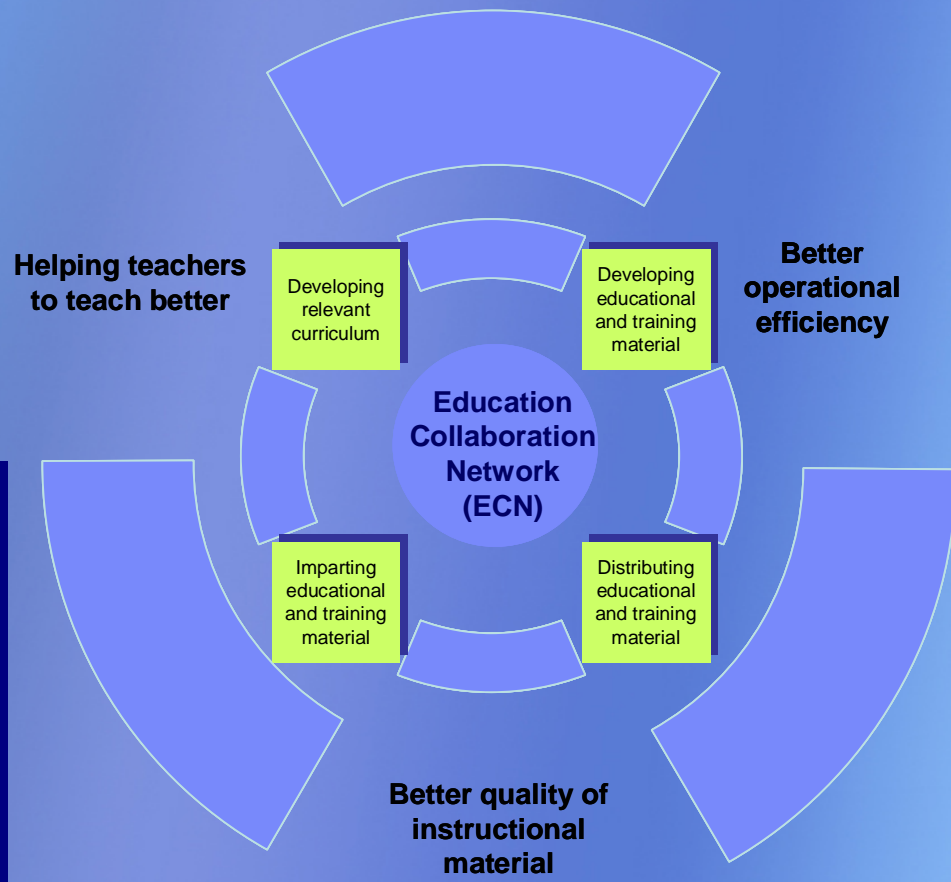 Helping teachers
to teach better
Developing
relevant
curriculum
Developing
educational
and training
material
Better
operational
efficiency
Education
Collaboration
Network
(ECN)
Imparting
educational
and training
material
Distributing
educational
and training
material
Better quality of
instructional
material